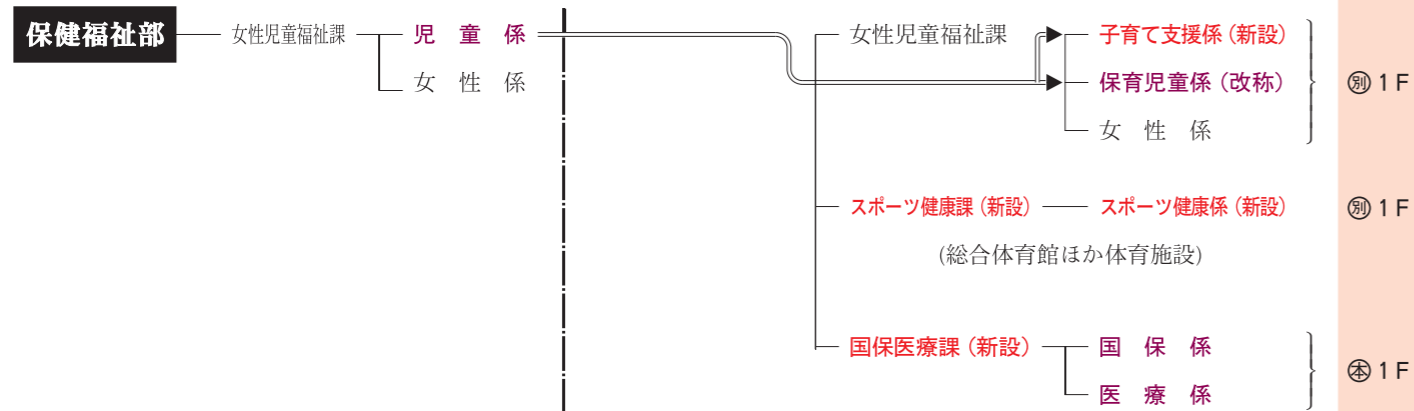 保健福祉部 女性児童福祉課 児童係 女性児童福祉課 子育て支援係(新設)
女性係 保育児童係(改称) ㊕1F
女性係
スポーツ健康課(新設) スポーツ健康係(新設) 別1F
(総合体育館ほか体育施設)
国保医療課(新設) 国保係
本1F
医療係